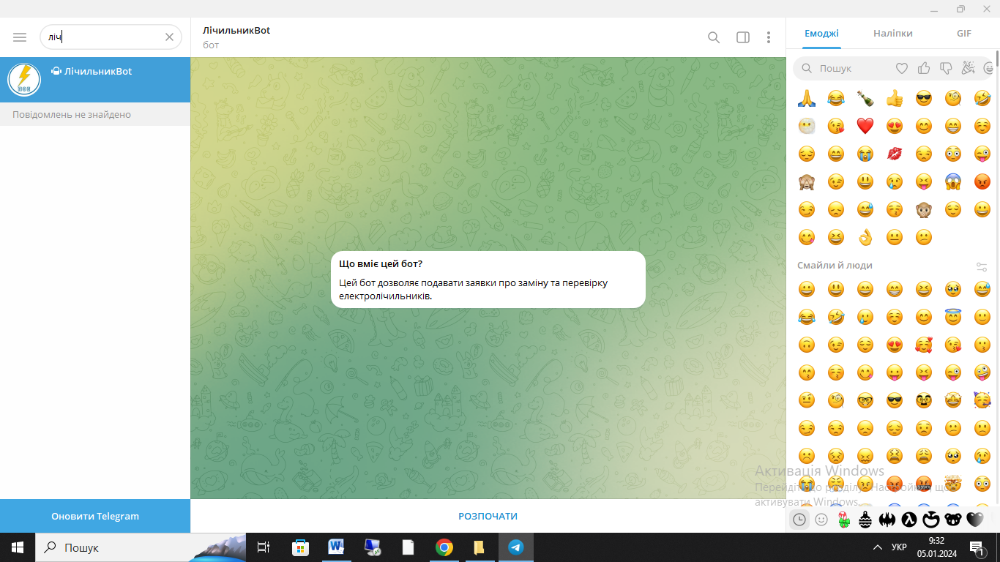 ліч
ЛічильникBot
Повідомлень не знайдено
Оновити Telegram
ЛічильникBot
бот
Що вміє цей бот?
Цей бот дозволяє подавати заявки про заміну та перевірку
електролічильників.
РОЗПОЧАТИ
Емоджі Наліпки GIF
Пошук
Смайли й люди
Активація Windows
Перейдіть до розділу "Настройки", щоб
активувати Windows.
Пошук
УКР
9:32
05.01.2024
1